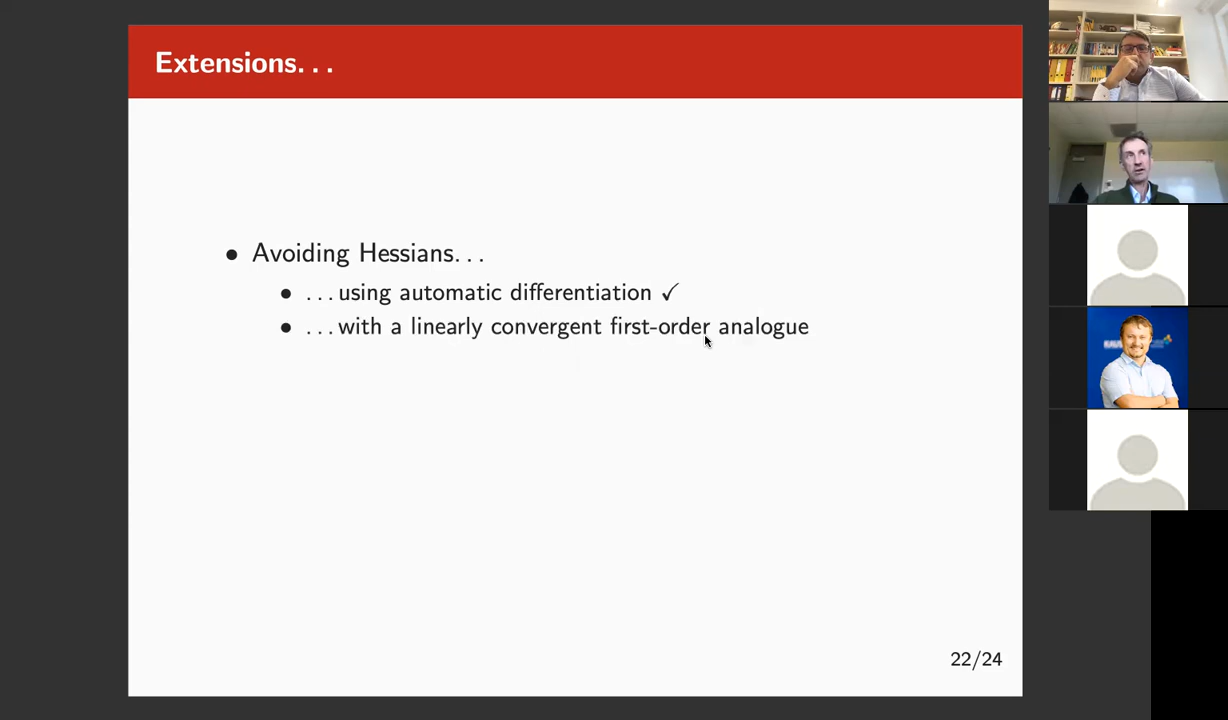 Extensions. . .
• Avoiding Hessians. . .
• . . . using automatic differentiation ✓
• . . . with a linearly convergent first-order analogue
22/24